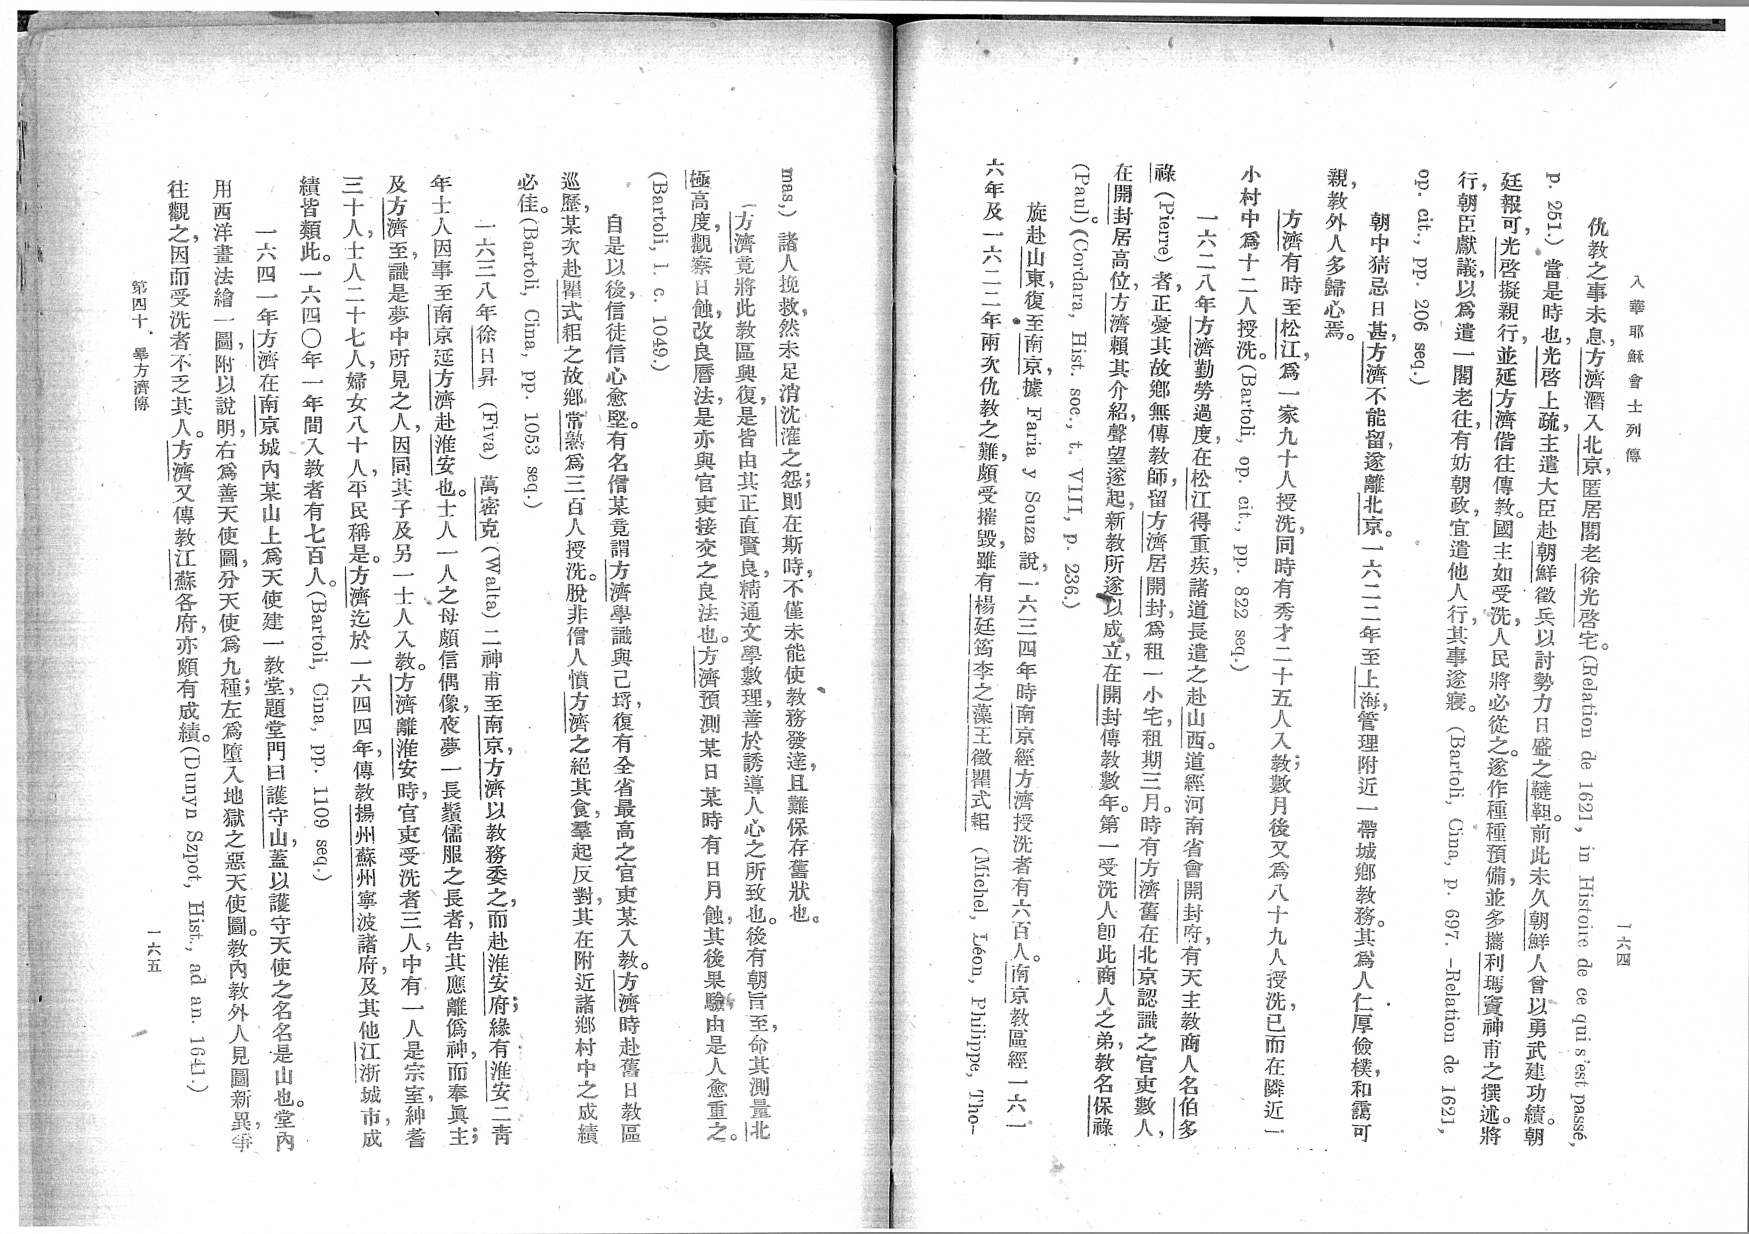 入華耶穌會士列傳
一六四
仇教之事未息，方濟潛入北京，匿居閣老徐光啓宅。(Relation de 1621, in Histoire de ce qui s'est passé,
p. 251.) 當是時也，光啓上疏，主遣大臣赴朝鮮徵兵以討勢力日盛之韃靼。前此未久朝鮮人曾以勇武建功績。朝
廷報可，光啓擬親行，並延方濟偕往傳教。國主如受洗，人民將必從之。遂作種種預備，並多攜利瑪竇神甫之撰述。將
行，朝臣獻議，以爲遣一閣老往，有妨朝政，宜遣他人行，其事遂寢。(Bartoli, Cina, p. 697. –Relation de 1621,
op. cit., pp. 206 seq.)
朝中猜忌日甚，方濟不能留，遂離北京。一六二二年至上海，管理附近一帶城鄉教務。其爲人仁厚儉樸，和靄可
親，教外人多歸心焉。
方濟有時至松江，爲一家九十人授洗，同時有秀才二十五人入教；數月後又爲八十九人授洗，已而在隣近一
小村中爲十二人授洗。(Bartoli, op. cit., pp. 822 seq.)
一六二八年方濟勤勞過度，在松江得重疾，諸道長遣之赴山西。道經河南省會開封府，有天主教商人名伯多
祿 (Pierre) 者，正憂其故鄉無傳教師，留方濟居開封，爲租一小宅，租期三月。時有方濟舊在北京認識之官吏數人，
在開封居高位，方濟賴其介紹，聲望遂起，新教所遂以成立，在開封傳教數年。第一受洗人卽此商人之弟，教名保祿
(Paul)。(Cordara, Hist. soc., t. VIII, p. 236.)
旋赴山東，復至南京，據 Faria y Souza 說，一六三四年時南京經方濟授洗者有六百人。南京教區經一六一
六年及一六二二年兩次仇教之難，頗受摧毀，雖有楊廷筠李之藻王徵瞿式耜 (Michel, Léon, Philippe, Tho-
mas,) 諸人挽救，然未足消沈㴶之怨；則在斯時，不僅未能使教務發達，且難保存舊狀也。
方濟竟將此教區興復，是皆由其正直賢良，精通文學數理，善於誘導人心之所致也。後有朝旨至，命其測量北
極高度，觀察日蝕，改良曆法，是亦與官吏接交之良法也。方濟預測某日某時有日月蝕，其後果驗，由是人愈重之。
(Bartoli, l. c. 1049.)
自是以後，信徒信心愈堅。有名僧某竟謂方濟學識與己埒，復有全省最高之官吏某入教。方濟時赴舊日教區
巡歷，某次赴瞿式耜之故鄉常熟爲三百人授洗。脫非僧人憤方濟之絕其食，羣起反對，其在附近諸鄉村中之成績
必佳。(Bartoli, Cina, pp. 1053 seq.)
一六三八年徐日昇 (Fiva) 萬密克 (Walta) 二神甫至南京，方濟以教務委之，而赴淮安府；緣有淮安二靑
年士人因事至南京延方濟赴淮安也。士人一人之母頗信偶像，夜夢一長鬚儒服之長者，告其應離僞神，而奉眞主；
及方濟至，識是夢中所見之人，因同其子及另一士人入教。方濟離淮安時，官吏受洗者三人，中有一人是宗室，紳耆
三十人，士人二十七人，婦女八十人，平民稱是。方濟迄於一六四四年，傳教揚州蘇州寧波諸府，及其他江浙城市，成
績皆類此。一六四〇年一年間入教者有七百人。(Bartoli, Cina, pp. 1109 seq.)
一六四一年方濟在南京城內某山上爲天使建一教堂，題堂門曰護守山，蓋以護守天使之名名是山也。堂內
用西洋畫法繪一圖，附以說明，右爲善天使圖，分天使爲九種；左爲墮入地獄之惡天使圖。教內教外人見圖新異，爭
往觀之，因而受洗者不乏其人。方濟又傳教江蘇各府，亦頗有成績。(Dunyn Szpot, Hist., ad an. 1641.)
第四十、畢方濟傳
一六五